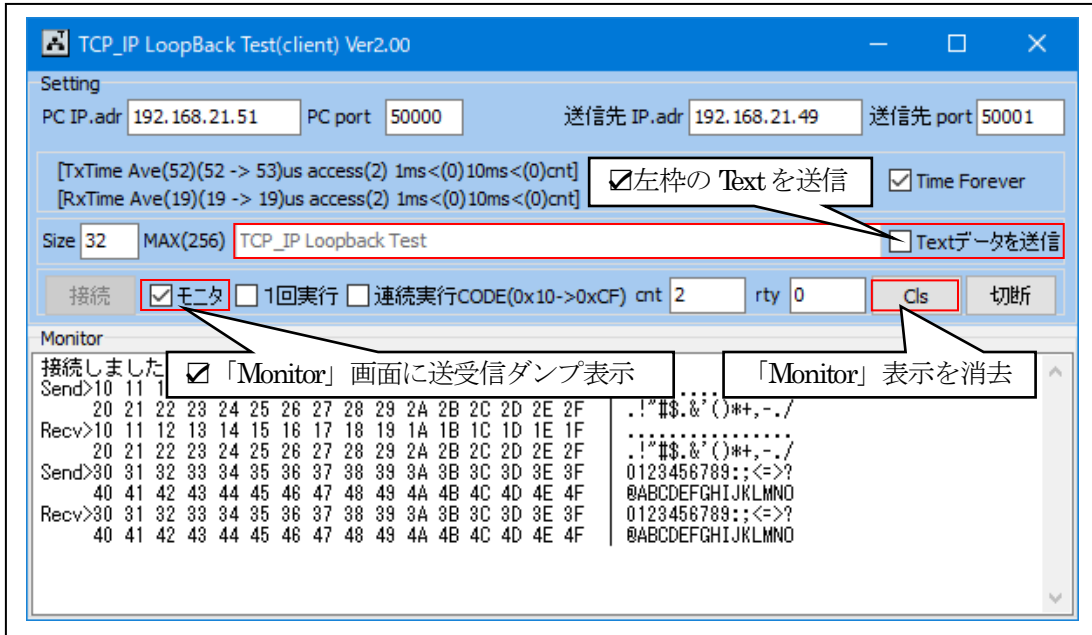 TCP_IP LoopBack Test(client) Ver2.00
Setting
PC IP.adr 192.168.21.51 PC port 50000 送信先 IP.adr 192.168.21.49 送信先 port 50001
[TxTime Ave(52)(52 -> 53)us access(2) 1ms<(0)10ms<(0)cnt]
[RxTime Ave(19)(19 -> 19)us access(2) 1ms<(0)10ms<(0)cnt]
☑左枠の Text を送信
Time Forever
Size 32 MAX(256) TCP_IP Loopback Test Textデータを送信
接続 モニタ 1回実行 連続実行CODE(0x10->0xCF) cnt 2 rty 0 Cls 切断
Monitor
接続しました
☑「Monitor」画面に送受信ダンプ表示
「Monitor」表示を消去
Send>10 11 1
20 21 22 23 24 25 26 27 28 29 2A 2B 2C 2D 2E 2F | .!"#$.&'()*+,-./
Recv>10 11 12 13 14 15 16 17 18 19 1A 1B 1C 1D 1E 1F | ................
20 21 22 23 24 25 26 27 28 29 2A 2B 2C 2D 2E 2F | .!"#$.&'()*+,-./
Send>30 31 32 33 34 35 36 37 38 39 3A 3B 3C 3D 3E 3F | 0123456789:;<=>?
40 41 42 43 44 45 46 47 48 49 4A 4B 4C 4D 4E 4F | @ABCDEFGHIJKLMNO
Recv>30 31 32 33 34 35 36 37 38 39 3A 3B 3C 3D 3E 3F | 0123456789:;<=>?
40 41 42 43 44 45 46 47 48 49 4A 4B 4C 4D 4E 4F | @ABCDEFGHIJKLMNO